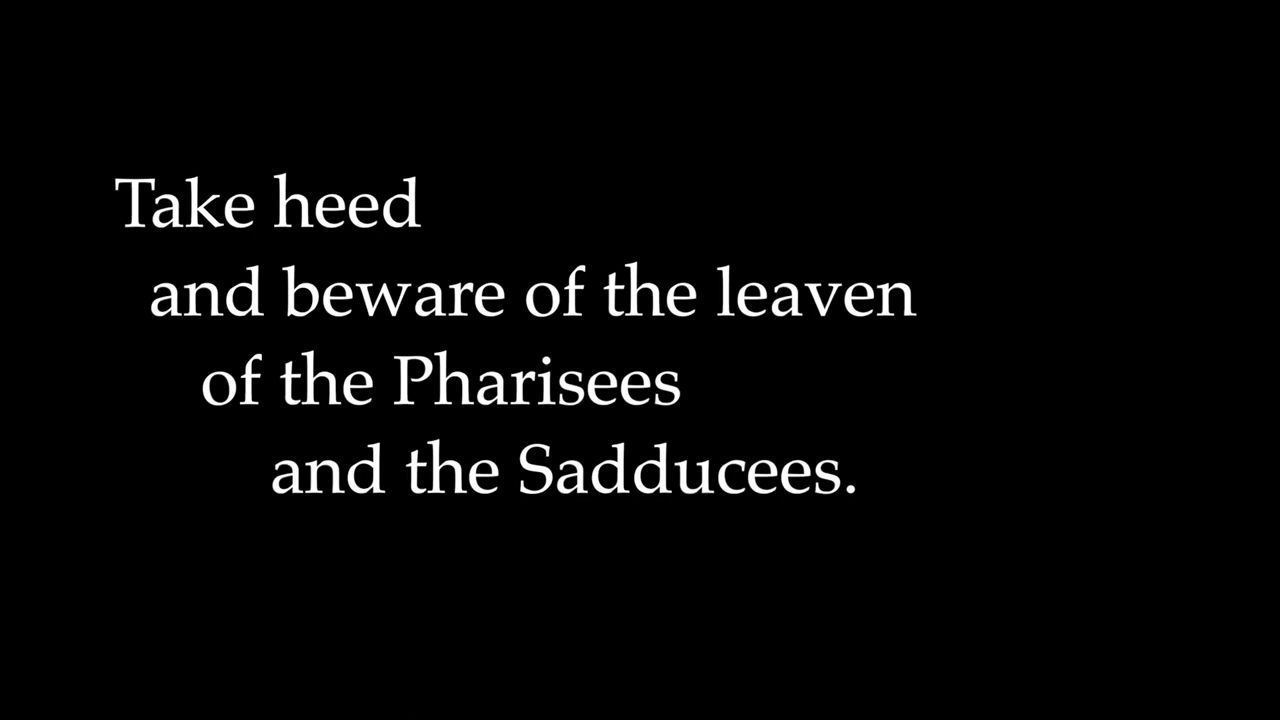 Take heed
and beware of the leaven
of the Pharisees
and the Sadducees.